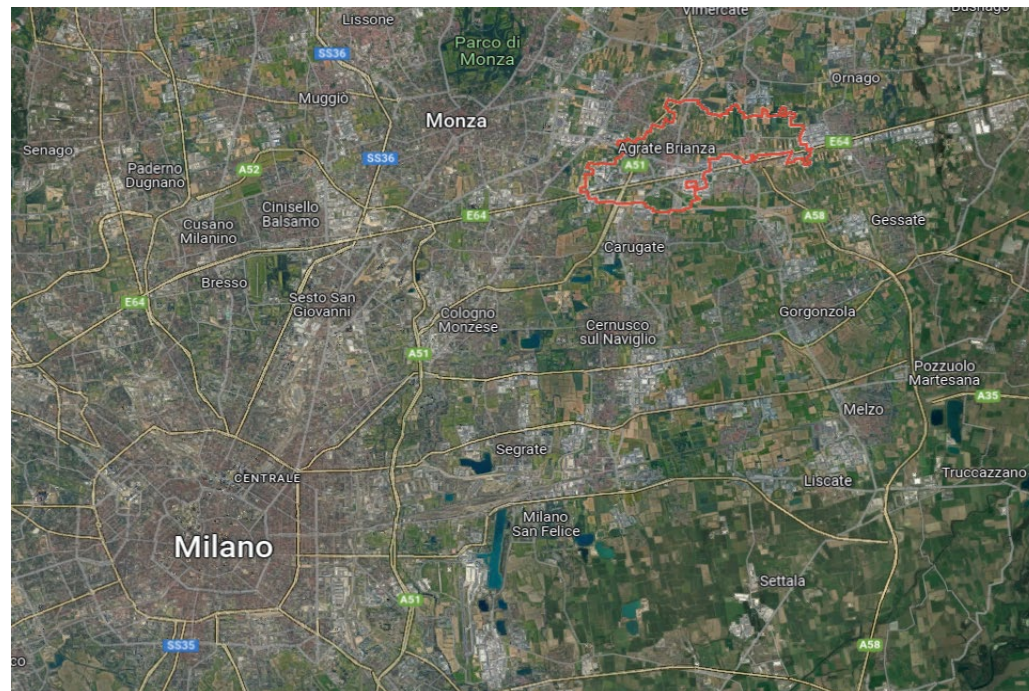 Lissone
Vimercate
Busnago
Parco di
Monza
SS36
Ornago
Muggiò
Monza
Senago
Agrate Brianza
E64
SS36
A51
Paderno
Dugnano
A52
Cinisello
Balsamo
E64
A58
Gessate
Cusano
Milanino
Carugate
Bresso
E64
Sesto San
Giovanni
Cologno
Monzese
Gorgonzola
Cernusco
sul Naviglio
A51
Pozzuolo
Martesana
A35
Melzo
Segrate
CENTRALE
Truccazzano
Liscate
Milano
San Felice
Milano
Settala
A51
SS35
A58
co